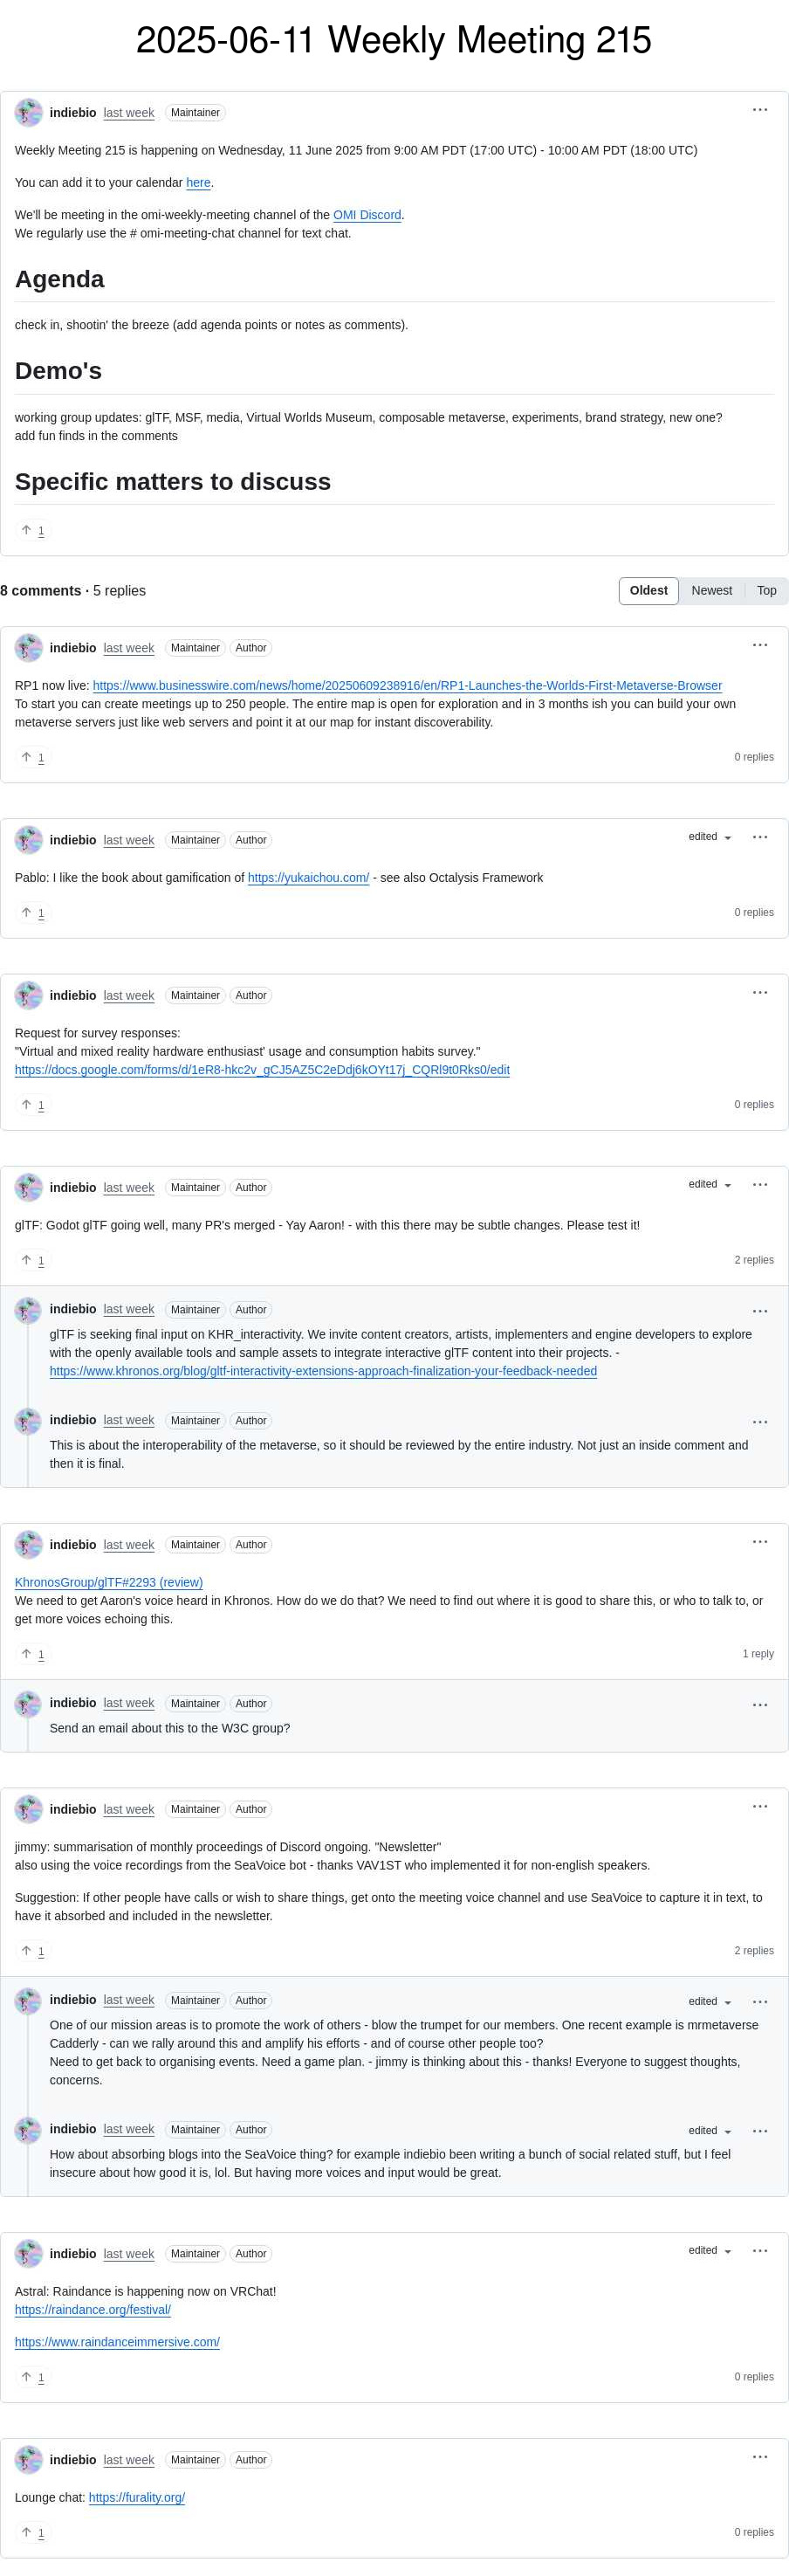 2025-06-11 Weekly Meeting 215
indiebio last week Maintainer
Weekly Meeting 215 is happening on Wednesday, 11 June 2025 from 9:00 AM PDT (17:00 UTC) - 10:00 AM PDT (18:00 UTC)
You can add it to your calendar here.
We'll be meeting in the omi-weekly-meeting channel of the OMI Discord.
We regularly use the # omi-meeting-chat channel for text chat.
Agenda
check in, shootin' the breeze (add agenda points or notes as comments).
Demo's
working group updates: glTF, MSF, media, Virtual Worlds Museum, composable metaverse, experiments, brand strategy, new one?
add fun finds in the comments
Specific matters to discuss
↑ 1
8 comments · 5 replies Oldest Newest Top
indiebio last week Maintainer Author
RP1 now live: https://www.businesswire.com/news/home/20250609238916/en/RP1-Launches-the-Worlds-First-Metaverse-Browser
To start you can create meetings up to 250 people. The entire map is open for exploration and in 3 months ish you can build your own
metaverse servers just like web servers and point it at our map for instant discoverability.
↑ 1 0 replies
indiebio last week Maintainer Author edited
Pablo: I like the book about gamification of https://yukaichou.com/ - see also Octalysis Framework
↑ 1 0 replies
indiebio last week Maintainer Author
Request for survey responses:
"Virtual and mixed reality hardware enthusiast' usage and consumption habits survey."
https://docs.google.com/forms/d/1eR8-hkc2v_gCJ5AZ5C2eDdj6kOYt17j_CQRl9t0Rks0/edit
↑ 1 0 replies
indiebio last week Maintainer Author edited
glTF: Godot glTF going well, many PR's merged - Yay Aaron! - with this there may be subtle changes. Please test it!
↑ 1 2 replies
indiebio last week Maintainer Author
glTF is seeking final input on KHR_interactivity. We invite content creators, artists, implementers and engine developers to explore
with the openly available tools and sample assets to integrate interactive glTF content into their projects. -
https://www.khronos.org/blog/gltf-interactivity-extensions-approach-finalization-your-feedback-needed
indiebio last week Maintainer Author
This is about the interoperability of the metaverse, so it should be reviewed by the entire industry. Not just an inside comment and
then it is final.
indiebio last week Maintainer Author
KhronosGroup/glTF#2293 (review)
We need to get Aaron's voice heard in Khronos. How do we do that? We need to find out where it is good to share this, or who to talk to, or
get more voices echoing this.
↑ 1 1 reply
indiebio last week Maintainer Author
Send an email about this to the W3C group?
indiebio last week Maintainer Author
jimmy: summarisation of monthly proceedings of Discord ongoing. "Newsletter"
also using the voice recordings from the SeaVoice bot - thanks VAV1ST who implemented it for non-english speakers.
Suggestion: If other people have calls or wish to share things, get onto the meeting voice channel and use SeaVoice to capture it in text, to
have it absorbed and included in the newsletter.
↑ 1 2 replies
indiebio last week Maintainer Author edited
One of our mission areas is to promote the work of others - blow the trumpet for our members. One recent example is mrmetaverse
Cadderly - can we rally around this and amplify his efforts - and of course other people too?
Need to get back to organising events. Need a game plan. - jimmy is thinking about this - thanks! Everyone to suggest thoughts,
concerns.
indiebio last week Maintainer Author edited
How about absorbing blogs into the SeaVoice thing? for example indiebio been writing a bunch of social related stuff, but I feel
insecure about how good it is, lol. But having more voices and input would be great.
indiebio last week Maintainer Author edited
Astral: Raindance is happening now on VRChat!
https://raindance.org/festival/
https://www.raindanceimmersive.com/
↑ 1 0 replies
indiebio last week Maintainer Author
Lounge chat: https://furality.org/
↑ 1 0 replies